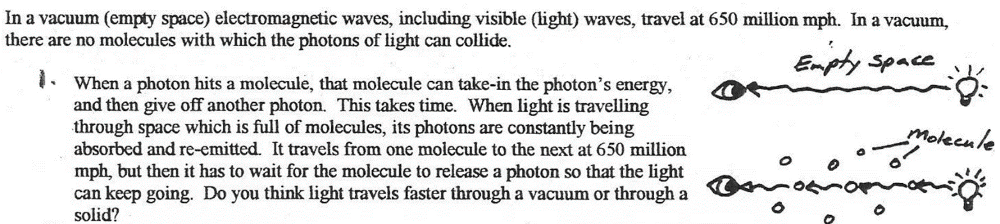 In a vacuum (empty space) electromagnetic waves, including visible (light) waves, travel at 650 million mph. In a vacuum,
there are no molecules with which the photons of light can collide.
Empty Space
1. When a photon hits a molecule, that molecule can take-in the photon's energy,
and then give off another photon. This takes time. When light is travelling
through space which is full of molecules, its photons are constantly being
absorbed and re-emitted. It travels from one molecule to the next at 650 million
mph, but then it has to wait for the molecule to release a photon so that the light
can keep going. Do you think light travels faster through a vacuum or through a
solid?
Molecule